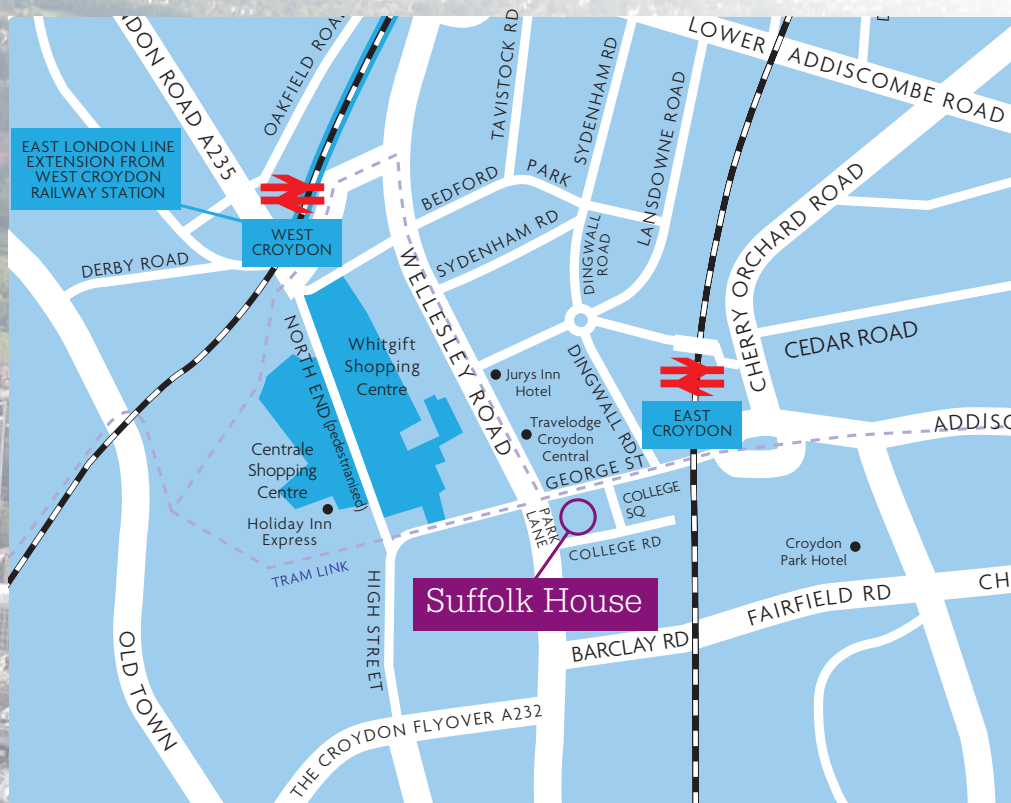 NDON ROAD A235
OAKFIELD ROAD
TAVISTOCK RD
SYDENHAM RD
LANSDOWNE ROAD
LOWER ADDISCOMBE ROAD
EAST LONDON LINE
EXTENSION FROM
WEST CROYDON
RAILWAY STATION
WEST
CROYDON
BEDFORD PARK
SYDENHAM RD
DINGWALL
ROAD
CHERRY ORCHARD ROAD
DERBY ROAD
WELLESLEY ROAD
NORTH END (pedestrianised)
Whitgift
Shopping
Centre
CEDAR ROAD
Jurys Inn
Hotel
DINGWALL RD
EAST
CROYDON
Travelodge
Croydon
Central
ADDISC
Centrale
Shopping
Centre
GEORGE ST
COLLEGE
SQ
PARK
LANE
Holiday Inn
Express
COLLEGE RD
Croydon
Park Hotel
TRAM LINK
HIGH STREET
Suffolk House
FAIRFIELD RD
CH
BARCLAY RD
OLD TOWN
THE CROYDON FLYOVER A232